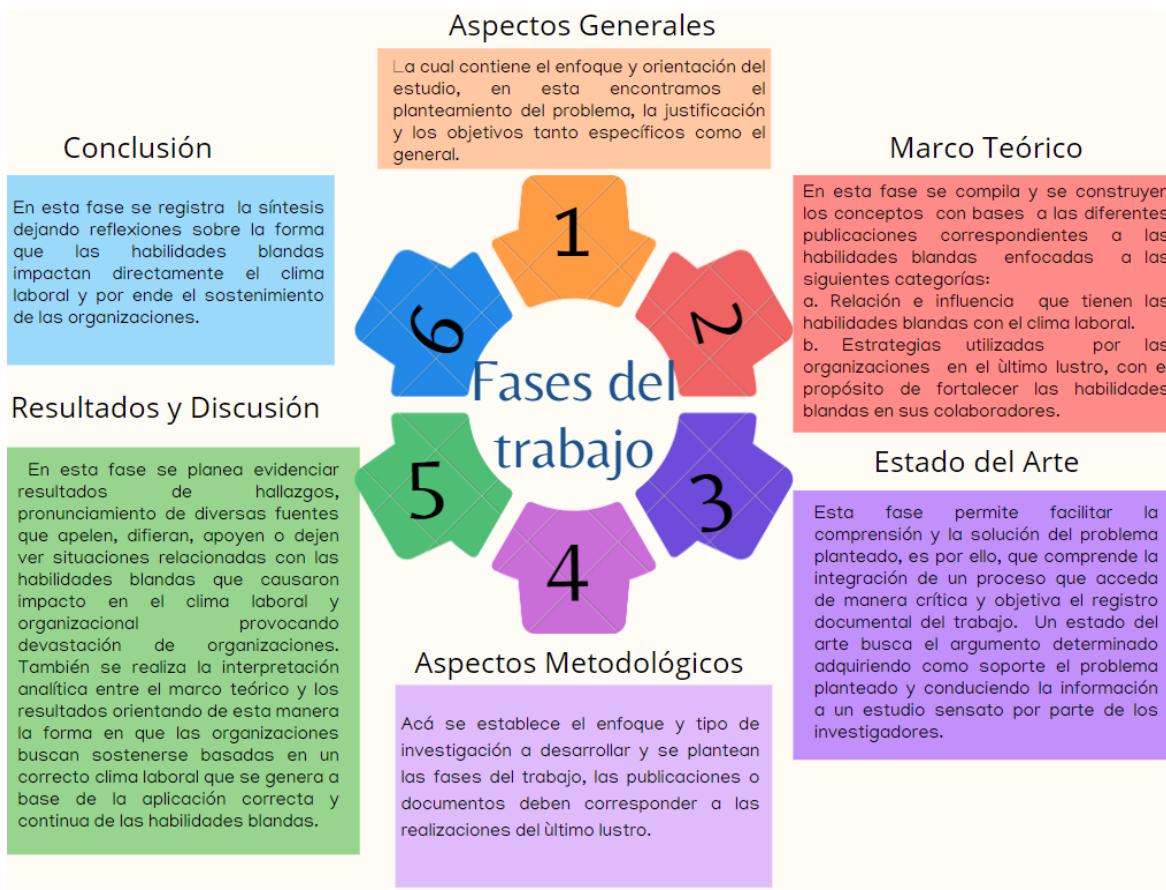 Aspectos Generales
La cual contiene el enfoque y orientación del
estudio, en esta encontramos el
planteamiento del problema, la justificación
y los objetivos tanto específicos como el
general.
Conclusión
En esta fase se registra la síntesis
dejando reflexiones sobre la forma
que las habilidades blandas
impactan directamente el clima
laboral y por ende el sostenimiento
de las organizaciones.
Marco Teórico
En esta fase se compila y se construyen
los conceptos con bases a las diferentes
publicaciones correspondientes a las
habilidades blandas enfocadas a las
siguientes categorías:
a. Relación e influencia que tienen las
habilidades blandas con el clima laboral.
b. Estrategias utilizadas por las
organizaciones en el ùltimo lustro, con el
propósito de fortalecer las habilidades
blandas en sus colaboradores.
1
2
3
4
5
6
Fases del
trabajo
Resultados y Discusión
En esta fase se planea evidenciar
resultados de hallazgos,
pronunciamiento de diversas fuentes
que apelen, difieran, apoyen o dejen
ver situaciones relacionadas con las
habilidades blandas que causaron
impacto en el clima laboral y
organizacional provocando
devastación de organizaciones.
También se realiza la interpretación
analítica entre el marco teórico y los
resultados orientando de esta manera
la forma en que las organizaciones
buscan sostenerse basadas en un
correcto clima laboral que se genera a
base de la aplicación correcta y
continua de las habilidades blandas.
Estado del Arte
Esta fase permite facilitar la
comprensión y la solución del problema
planteado, es por ello, que comprende la
integración de un proceso que acceda
de manera crítica y objetiva el registro
documental del trabajo. Un estado del
arte busca el argumento determinado
adquiriendo como soporte el problema
planteado y conduciendo la información
a un estudio sensato por parte de los
investigadores.
Aspectos Metodológicos
Acá se establece el enfoque y tipo de
investigación a desarrollar y se plantean
las fases del trabajo, las publicaciones o
documentos deben corresponder a las
realizaciones del ùltimo lustro.